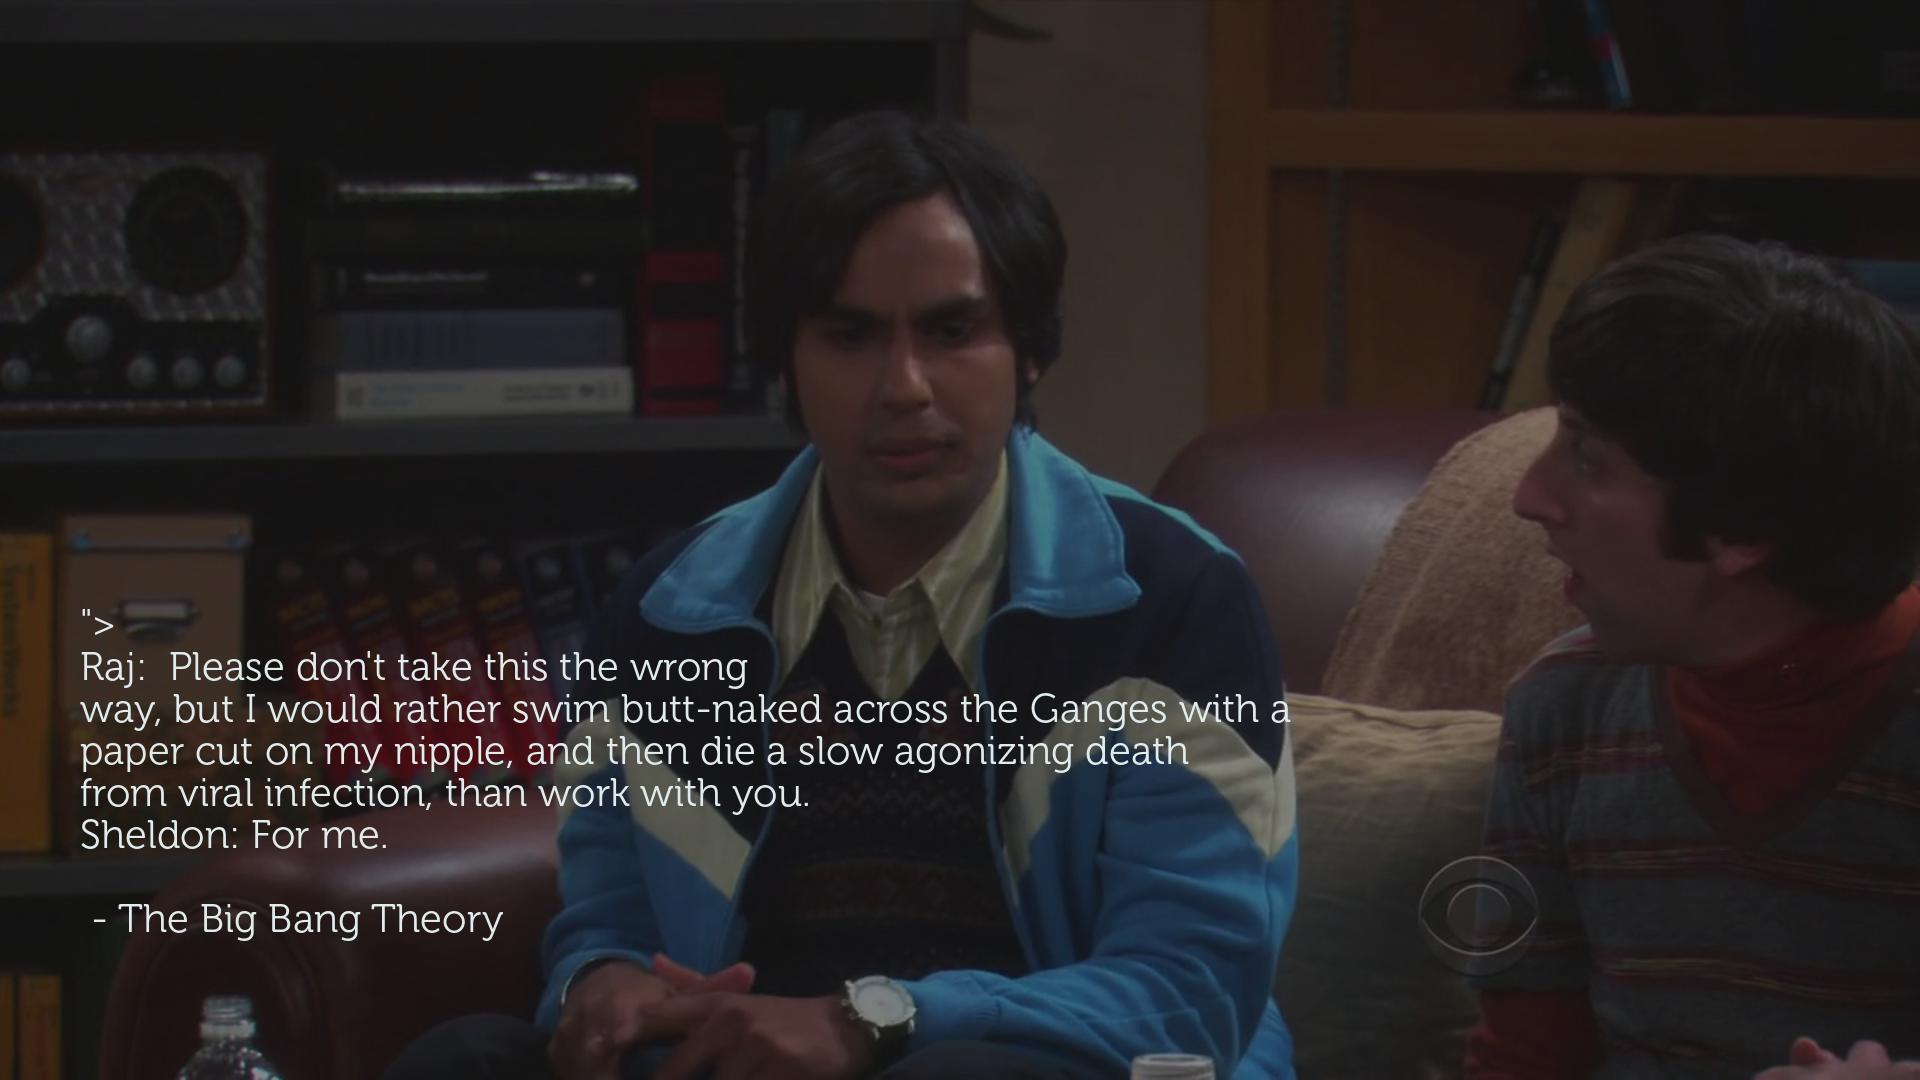 ">
Raj:  Please don't take this the wrong
way, but I would rather swim butt-naked across the Ganges with a
paper cut on my nipple, and then die a slow agonizing death
from viral infection, than work with you.
Sheldon: For me.
- The Big Bang Theory